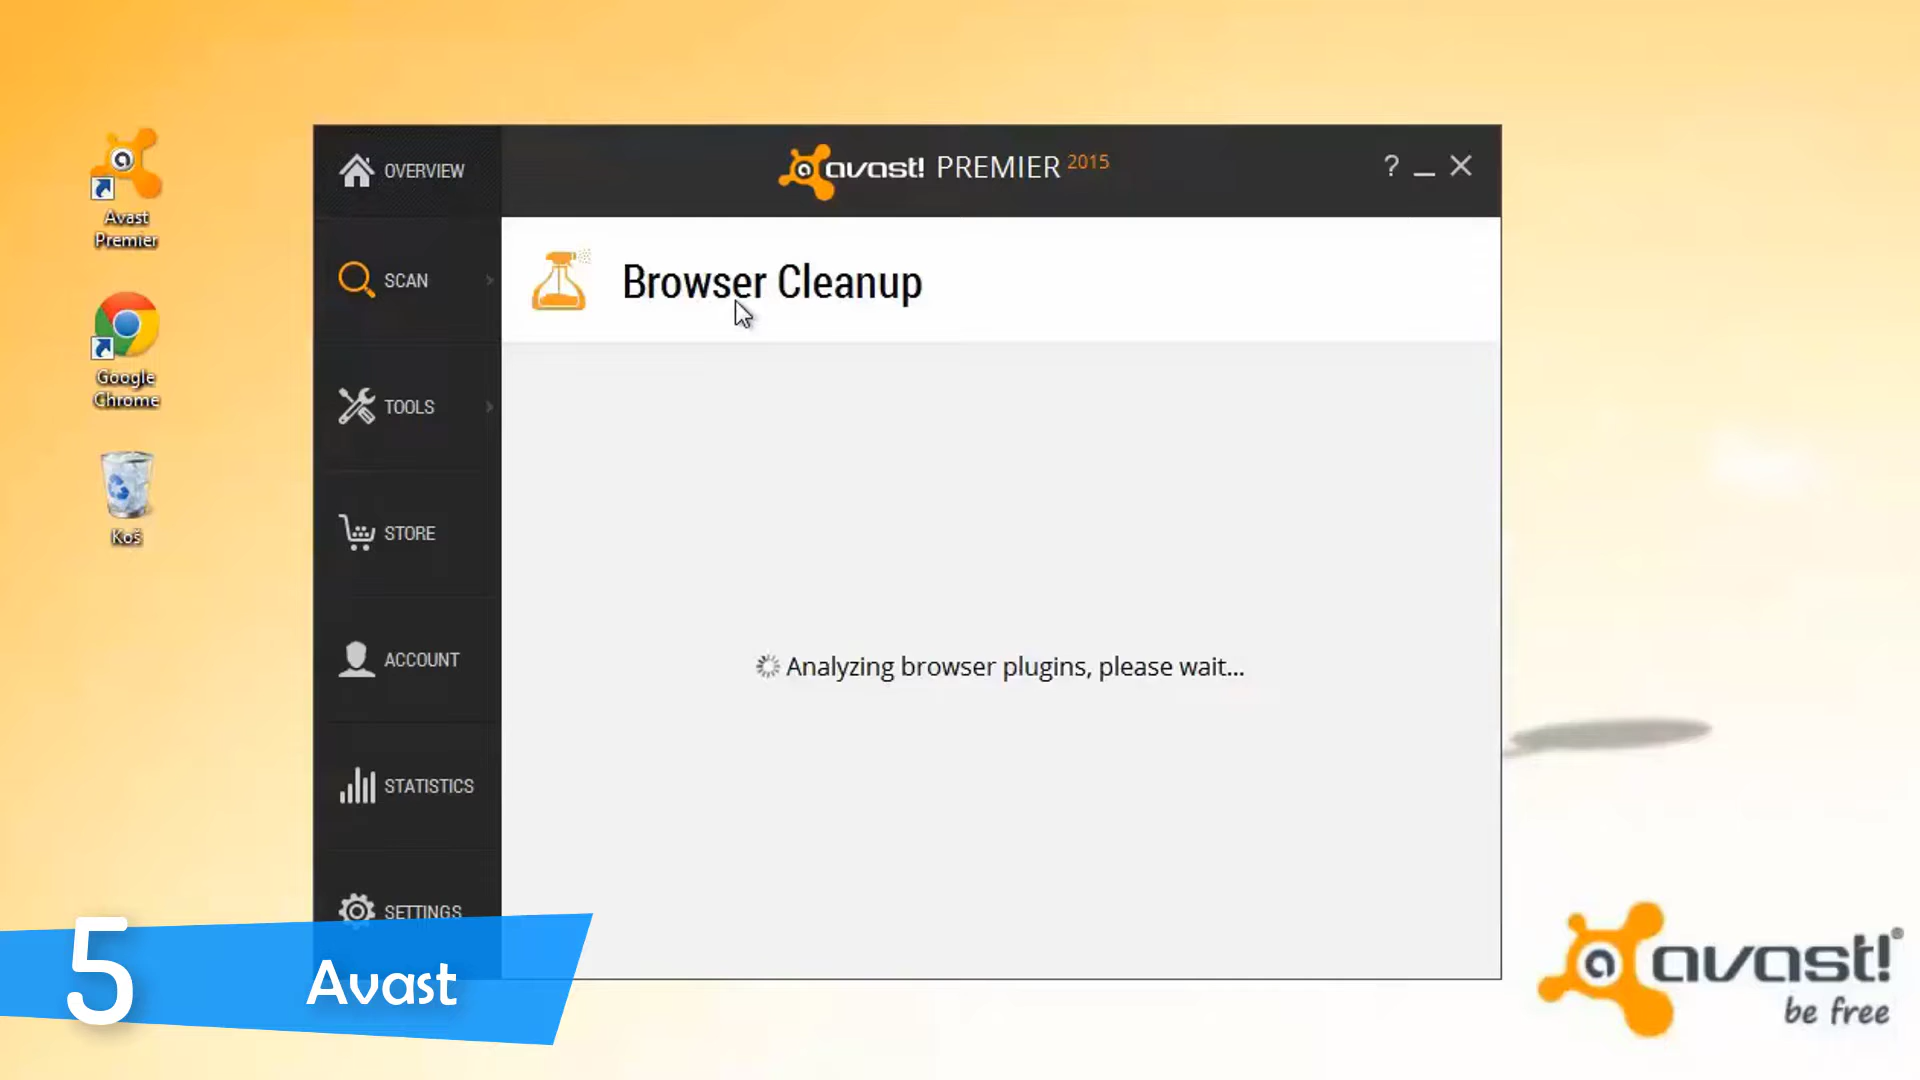 avast! PREMIER 2015
?
OVERVIEW
SCAN
TOOLS
STORE
ACCOUNT
STATISTICS
SETTINGS
Browser Cleanup
Analyzing browser plugins, please wait...
Avast
Premier
Google
Chrome
Koš
5 Avast
avast!®
be free